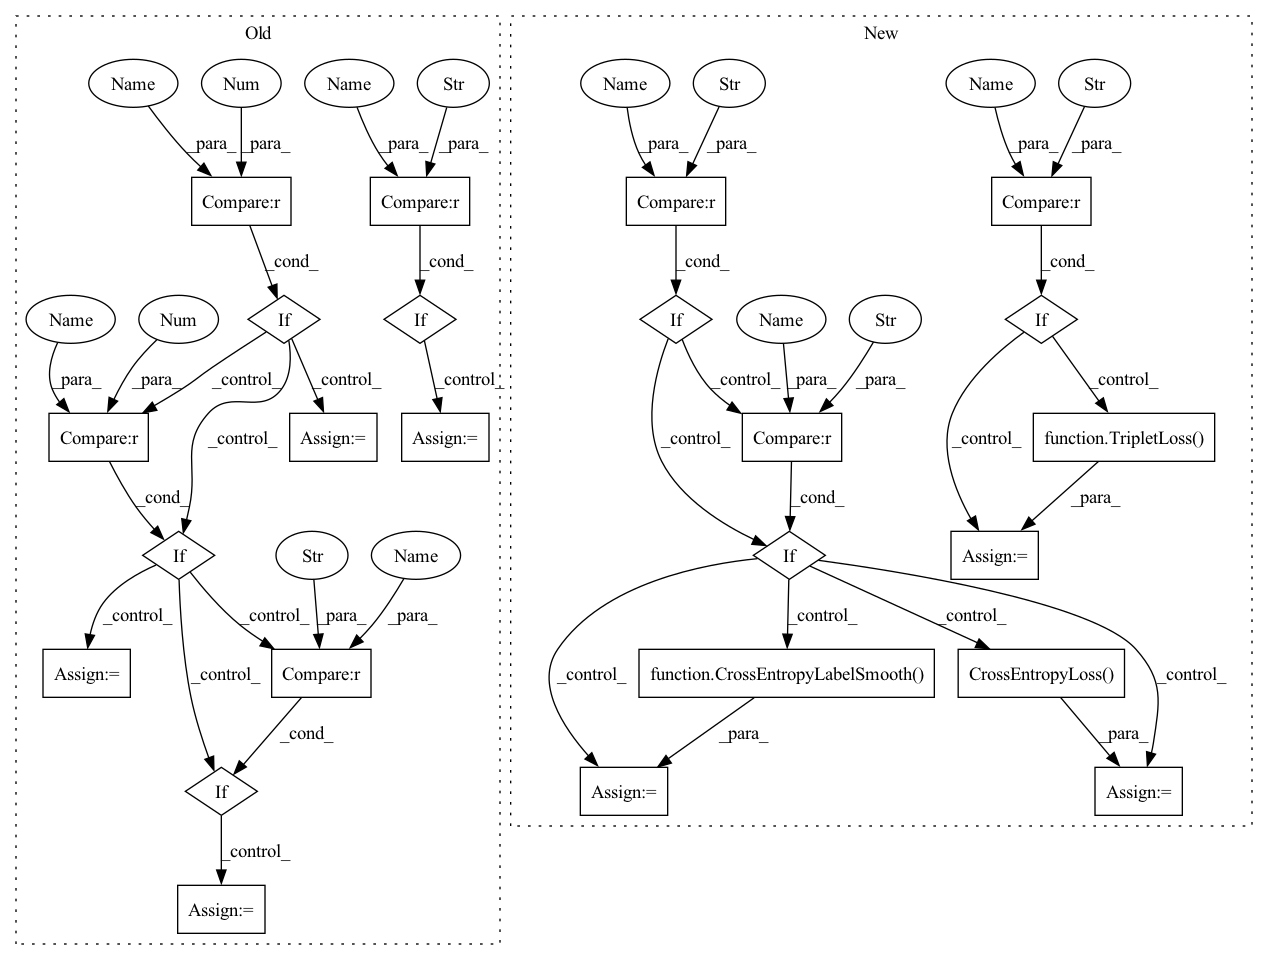 Old
New
Name
Num
Name
Str
Name
Str
Name
Str
_para_
_para_
_para_
_para_
_para_
_para_
_para_
_para_
Compare:r
Compare:r
Compare:r
Compare:r
_cond_
_cond_
_cond_
_cond_
Name
Num
If
If
If
Name
Str
If
_para_
_para_
_control_
_control_
_control_
_control_
_para_
_para_
_control_
Compare:r
_control_
Assign:=
Assign:=
_control_
Compare:r
_control_
function.TripletLoss()
_cond_
_cond_
_para_
If
Str
Name
If
Assign:=
_control_
_control_
_para_
_para_
_control_
_control_
Assign:=
_control_
Compare:r
_control_
function.CrossEntropyLabelSmooth()
CrossEntropyLoss()
_control_
_cond_
_para_
_para_
If
Assign:=
Assign:=
_control_
Assign:=